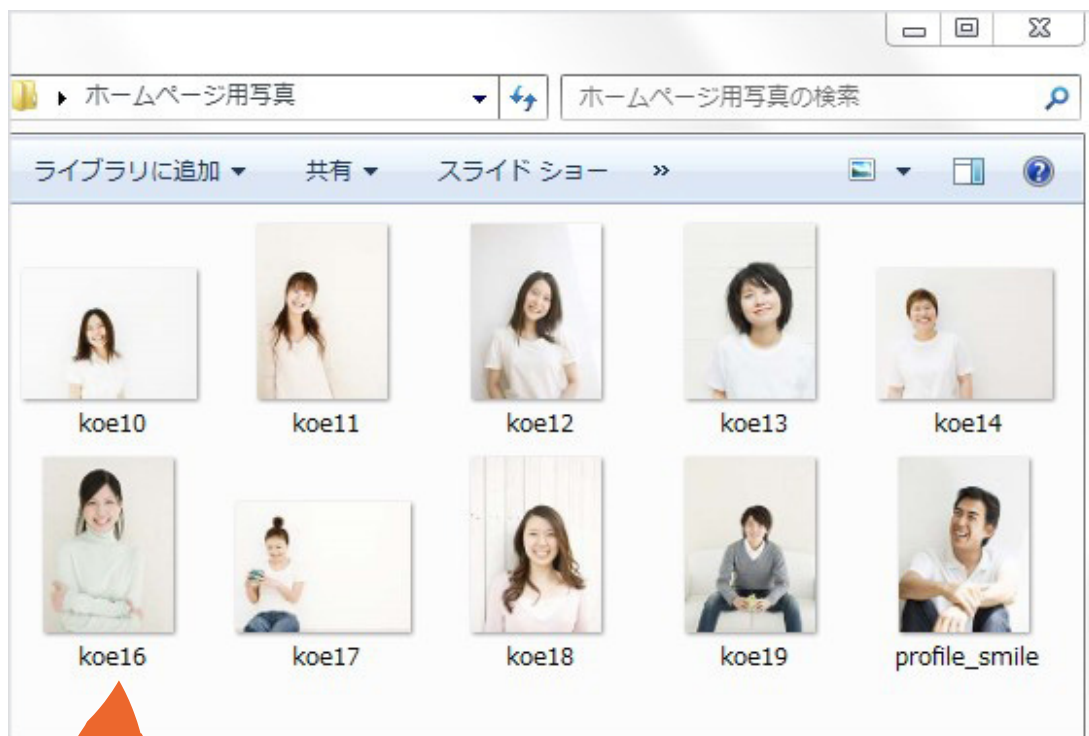 ホームページ用写真
ホームページ用写真の検索
ライブラリに追加 共有 スライド ショー »
koe10 koe11 koe12 koe13 koe14
koe16 koe17 koe18 koe19 profile_smile